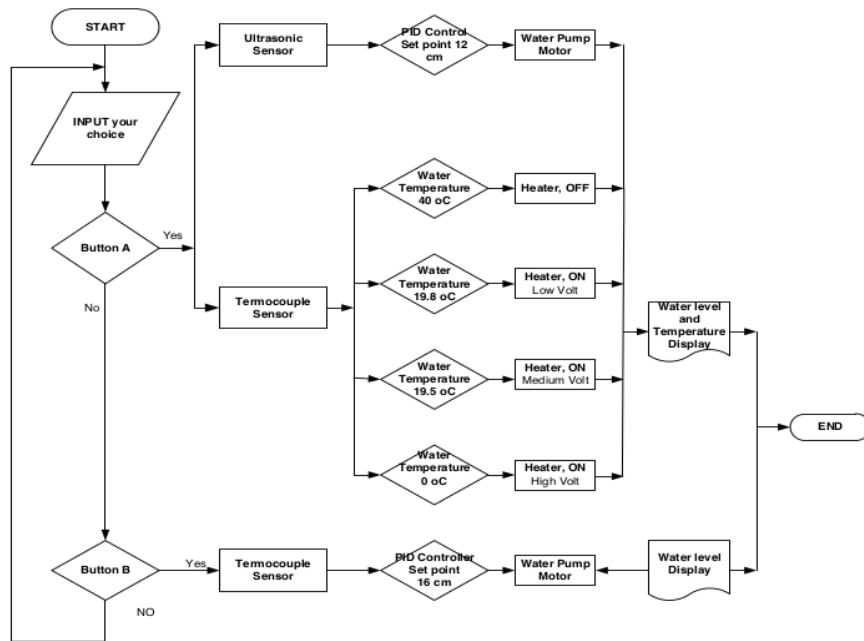 START
INPUT your
choice
Button A
Yes
No
Ultrasonic
Sensor
PID Control
Set point 12
cm
Water Pump
Motor
Termocouple
Sensor
Water
Temperature
40 oC
Heater, OFF
Water
Temperature
19.8 oC
Heater, ON
Low Volt
Water
Temperature
19.5 oC
Heater, ON
Medium Volt
Water
Temperature
0 oC
Heater, ON
High Volt
Water level
and
Temperature
Display
END
Button B
Yes
NO
Termocouple
Sensor
PID Controller
Set point
16 cm
Water Pump
Motor
Water level
Display